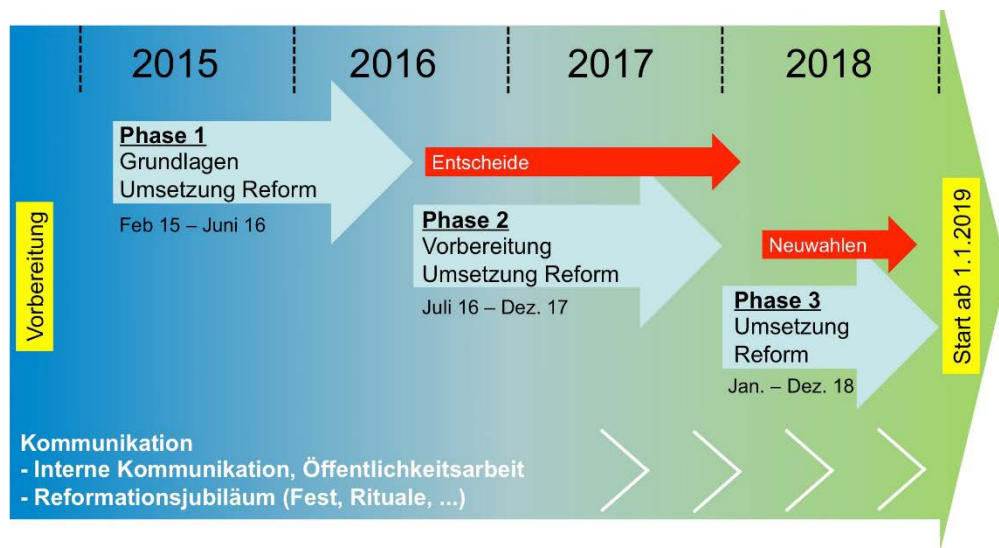 2015
2016
2017
2018
Vorbereitung
Phase 1
Grundlagen
Umsetzung Reform
Feb 15 – Juni 16
Entscheide
Phase 2
Vorbereitung
Umsetzung Reform
Juli 16 – Dez. 17
Neuwahlen
Phase 3
Umsetzung
Reform
Jan. – Dez. 18
Start ab 1.1.2019
Kommunikation
- Interne Kommunikation, Öffentlichkeitsarbeit
- Reformationsjubiläum (Fest, Rituale, ...)